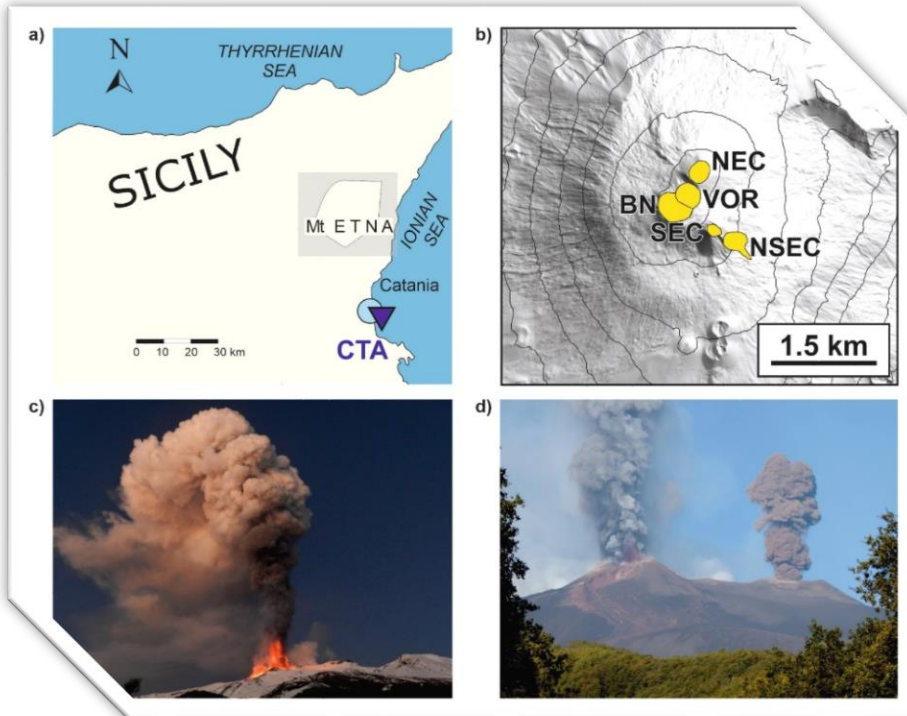 a)
N
THYRRHENIAN
SEA
SICILY
Mt ETNA
IONIAN
SEA
Catania
0 10 20 30 km
CTA
b)
NEC
BN
VOR
SEC
NSEC
1.5 km
c)
d)